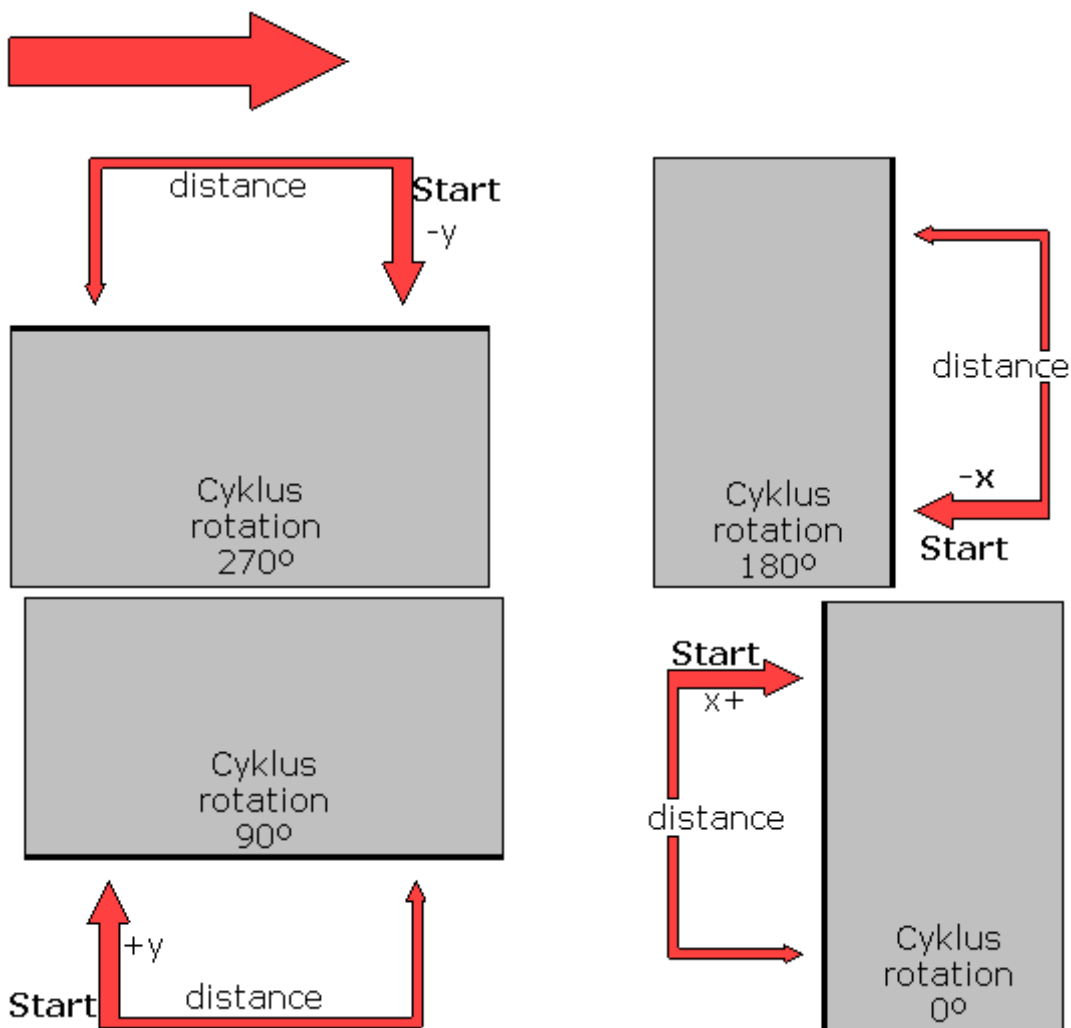 distance
Start
-y
Cyklus
rotation
270º
distance
-x
Start
Cyklus
rotation
180º
Cyklus
rotation
90º
+y
Start
distance
Start
x+
distance
Cyklus
rotation
0º